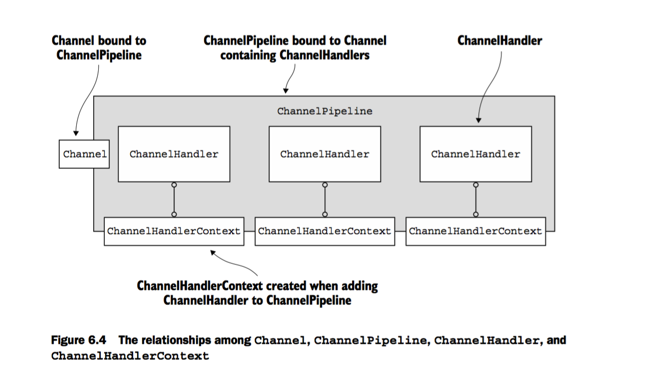 Channel bound to
ChannelPipeline
ChannelPipeline bound to Channel
containing ChannelHandlers
ChannelHandler
ChannelPipeline
Channel
ChannelHandler
ChannelHandler
ChannelHandler
ChannelHandlerContext
ChannelHandlerContext
ChannelHandlerContext
ChannelHandlerContext created when adding
ChannelHandler to ChannelPipeline
Figure 6.4 The relationships among Channel, ChannelPipeline, ChannelHandler, and
ChannelHandlerContext